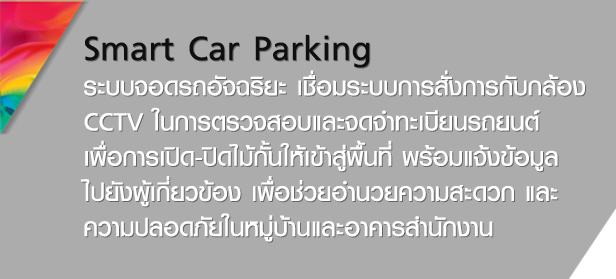 Smart Car Parking
ระบบจอดรถอัจฉริยะ เชื่อมระบบการสั่งการกับกล้อง
CCTV ในการตรวจสอบและจดจำทะเบียนรถยนต์
เพื่อการเปิด-ปิดไม้กั้นให้เข้าสู่พื้นที่ พร้อมแจ้งข้อมูล
ไปยังผู้เกี่ยวข้อง เพื่อช่วยอำนวยความสะดวก และ
ความปลอดภัยในหมู่บ้านและอาคารสำนักงาน